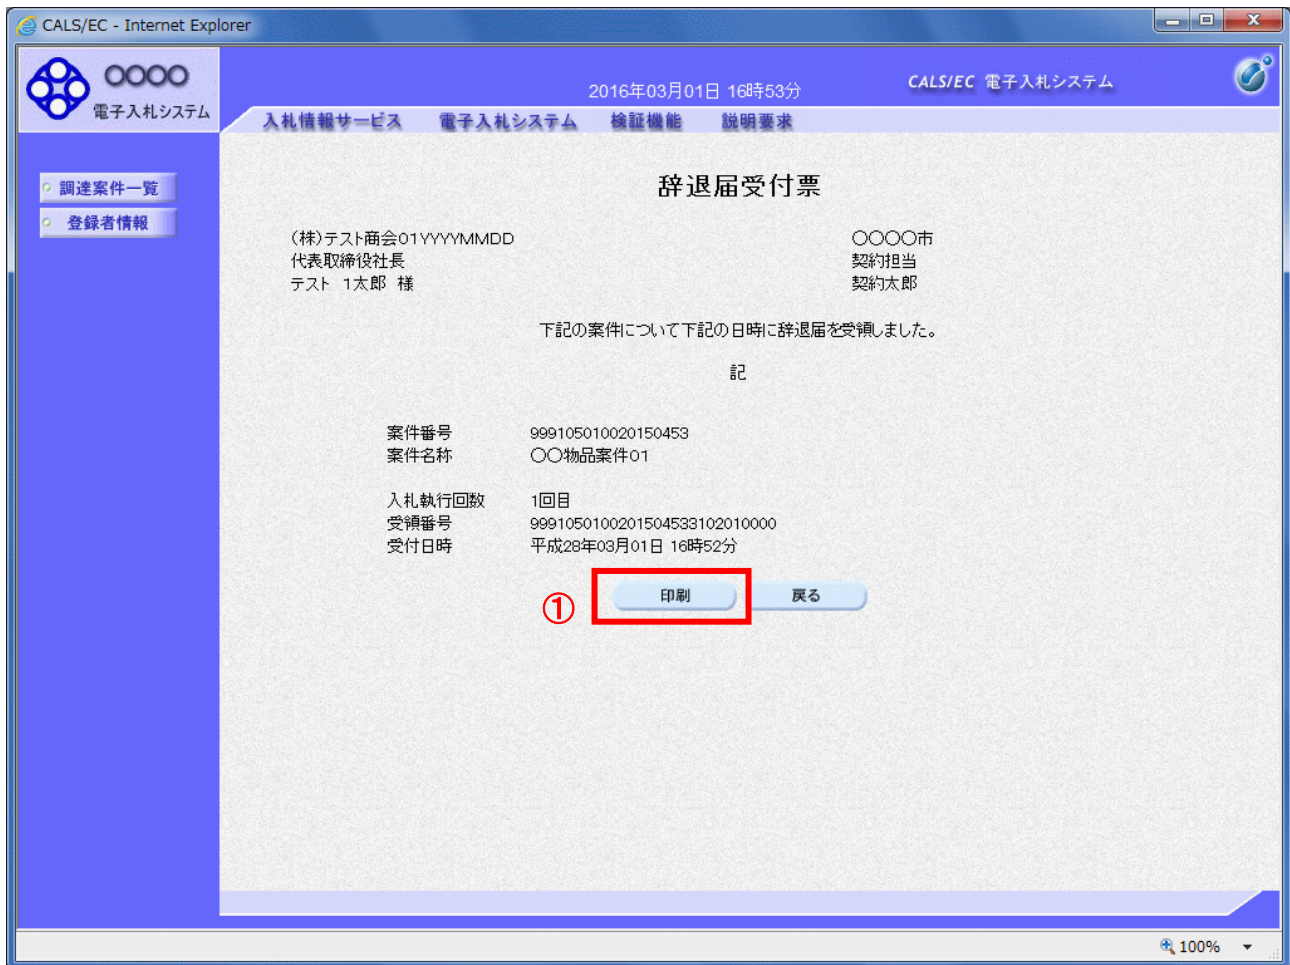 CALS/EC - Internet Explorer
○○○○
電子入札システム
2016年03月01日 16時53分
CALS/EC 電子入札システム
入札情報サービス 電子入札システム 検証機能 説明要求
調達案件一覧
登録者情報
辞退届受付票
(株)テスト商会01YYYYMMDD
○○○○市
代表取締役社長
契約担当
テスト 1太郎 様
契約太郎
下記の案件について下記の日時に辞退届を受領しました。
記
案件番号 999105010020150453
案件名称 ○○物品案件01
入札執行回数 1回目
受領番号 9991050100201504533102010000
受付日時 平成28年03月01日 16時52分
① 印刷 戻る
100%